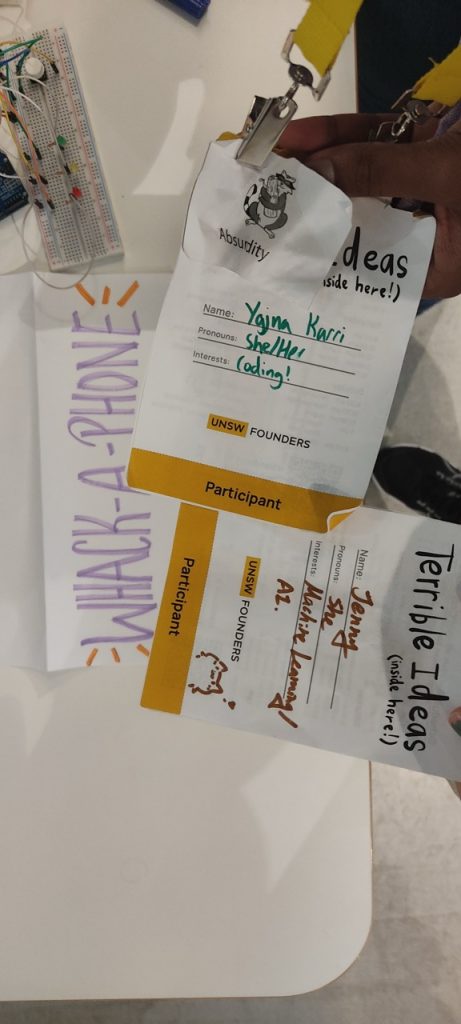 Absurdity
Ideas
(inside here!)
Name: Yajna Karri
Pronouns: She/Her
Interests: Coding!
UNSW FOUNDERS
Participant
WHACK-A-PHONE
Terrible Ideas
(inside here!)
Name: Jenny
Pronouns: She
Interests: Machine Learning/
AI.
UNSW FOUNDERS
Participant